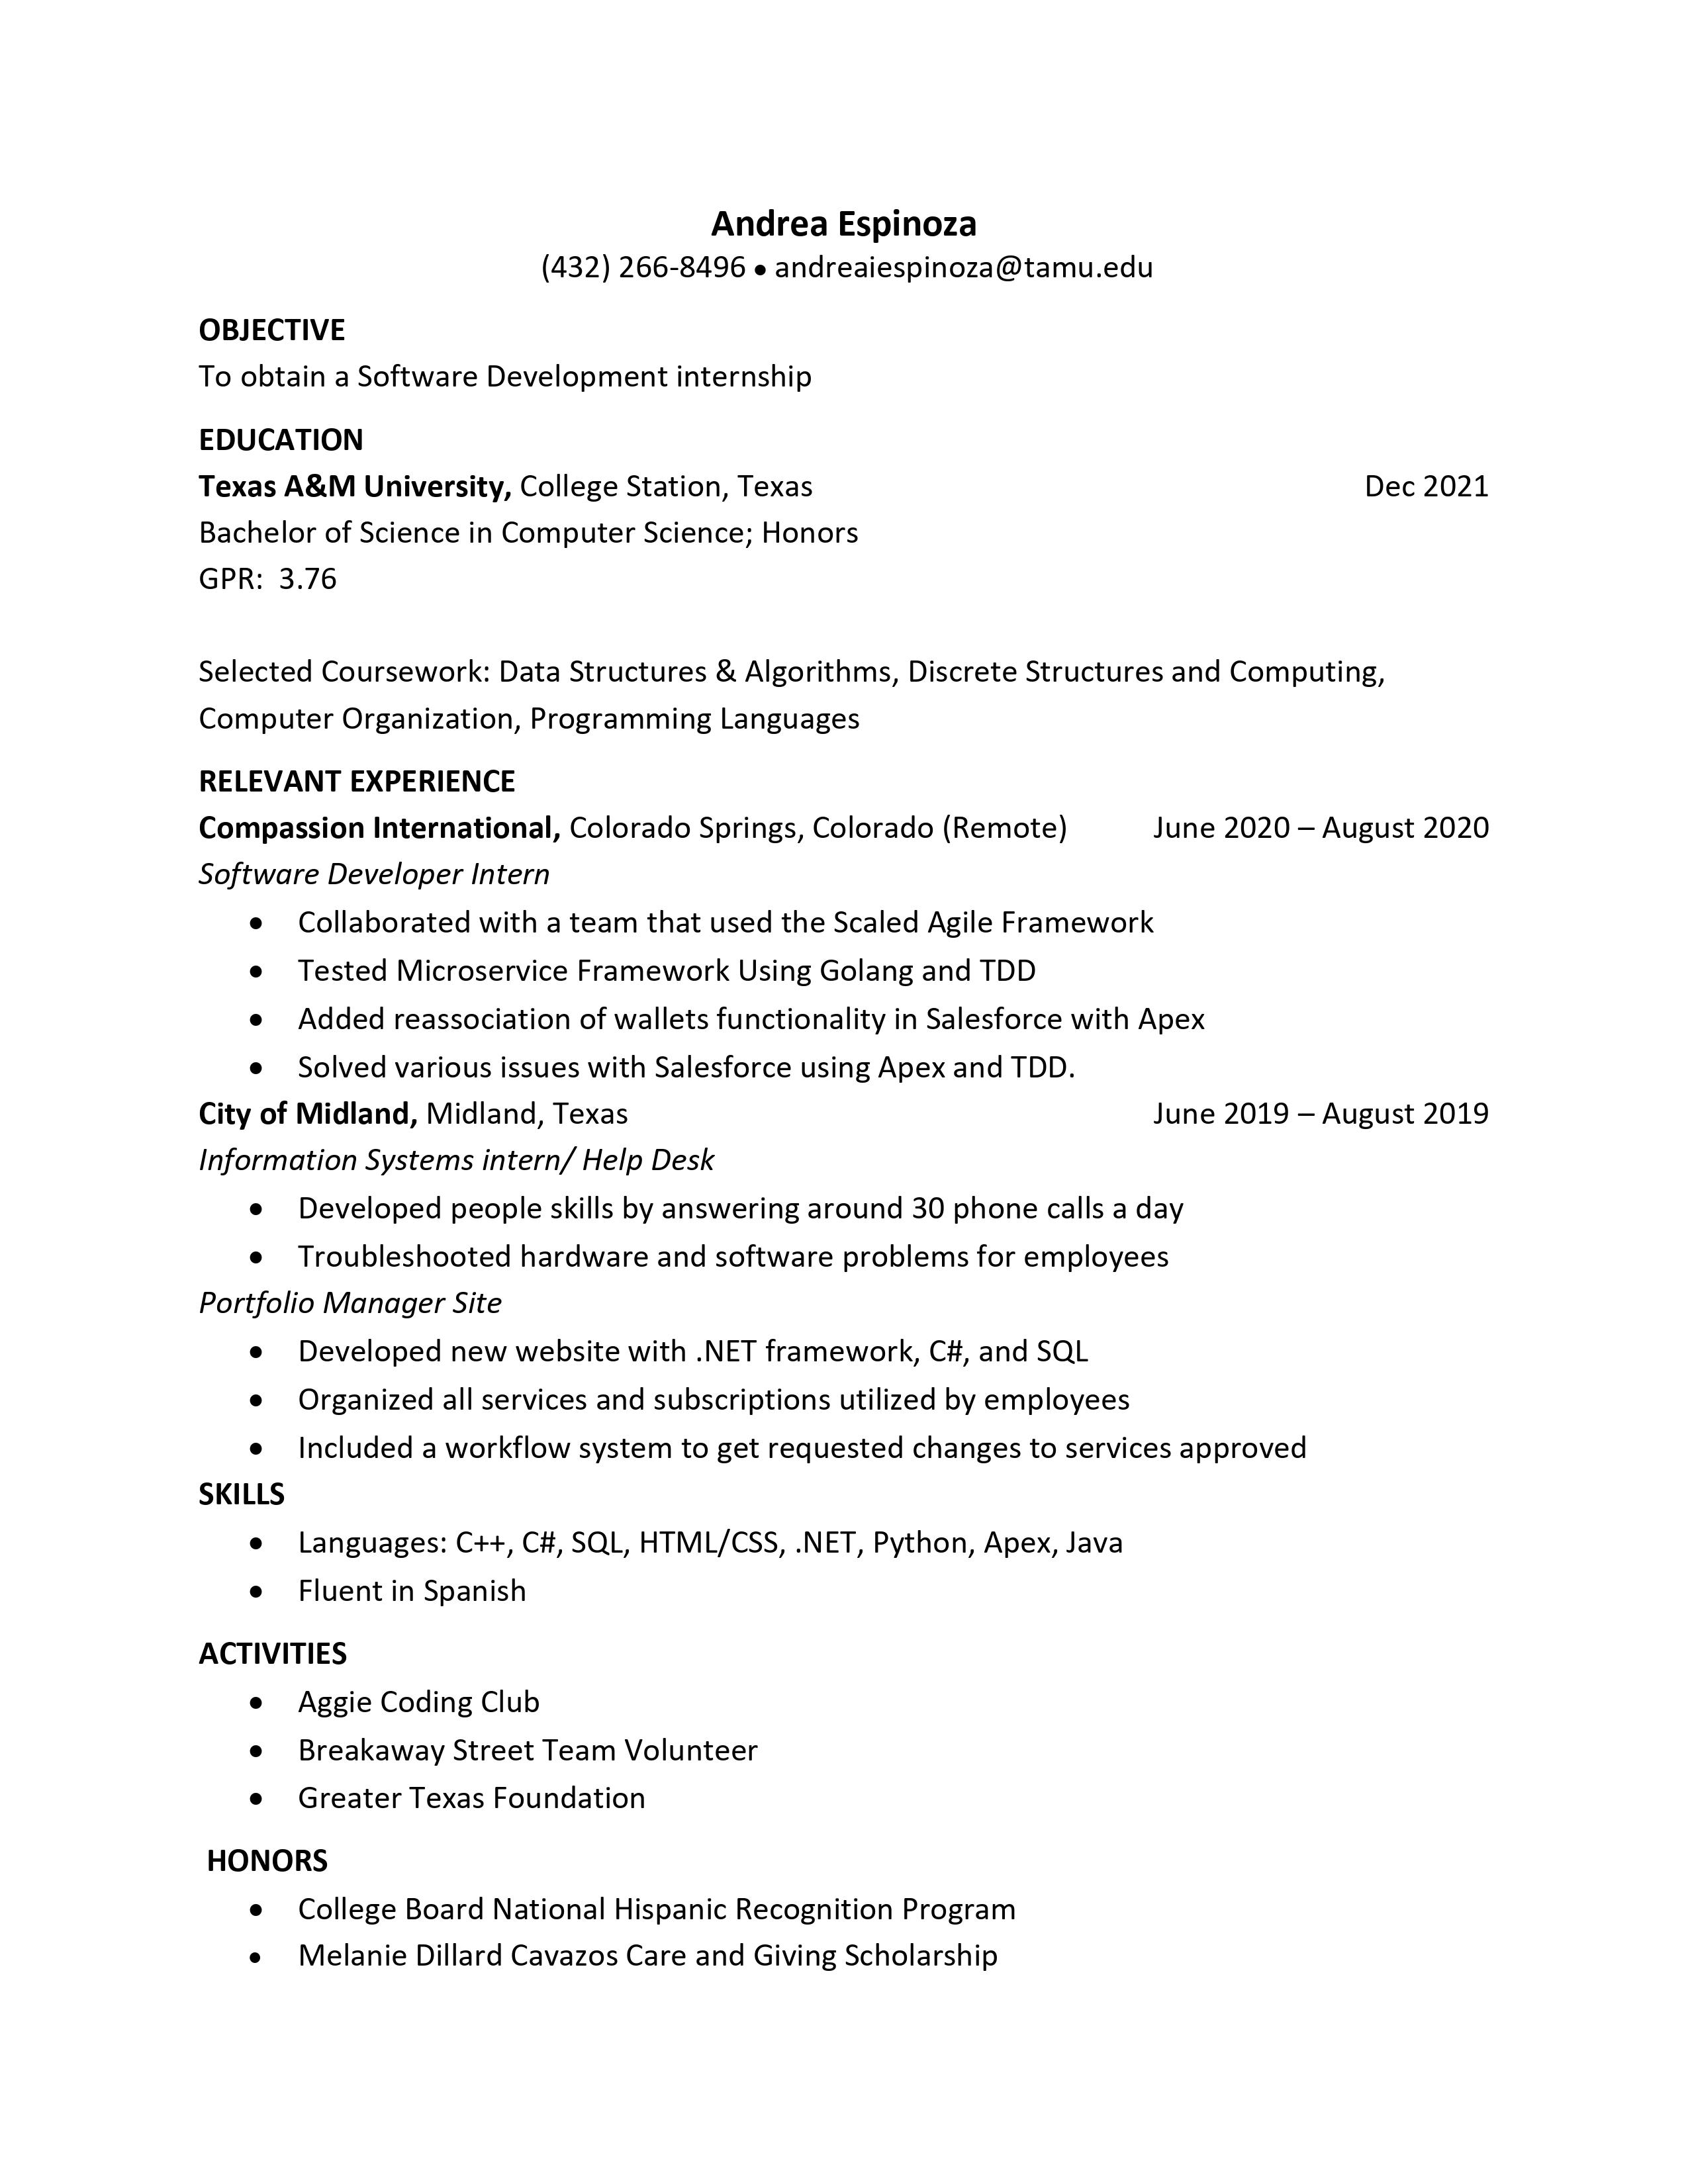 Andrea Espinoza
(432) 266-8496 • andreaiespinoza@tamu.edu
OBJECTIVE
To obtain a Software Development internship
EDUCATION
Texas A&M University, College Station, Texas Dec 2021
Bachelor of Science in Computer Science; Honors
GPR:  3.76
Selected Coursework: Data Structures & Algorithms, Discrete Structures and Computing,
Computer Organization, Programming Languages
RELEVANT EXPERIENCE
Compassion International, Colorado Springs, Colorado (Remote) June 2020 – August 2020
Software Developer Intern
• Collaborated with a team that used the Scaled Agile Framework
• Tested Microservice Framework Using Golang and TDD
• Added reassociation of wallets functionality in Salesforce with Apex
• Solved various issues with Salesforce using Apex and TDD.
City of Midland, Midland, Texas June 2019 – August 2019
Information Systems intern/ Help Desk
• Developed people skills by answering around 30 phone calls a day
• Troubleshooted hardware and software problems for employees
Portfolio Manager Site
• Developed new website with .NET framework, C#, and SQL
• Organized all services and subscriptions utilized by employees
• Included a workflow system to get requested changes to services approved
SKILLS
• Languages: C++, C#, SQL, HTML/CSS, .NET, Python, Apex, Java
• Fluent in Spanish
ACTIVITIES
• Aggie Coding Club
• Breakaway Street Team Volunteer
• Greater Texas Foundation
HONORS
• College Board National Hispanic Recognition Program
• Melanie Dillard Cavazos Care and Giving Scholarship